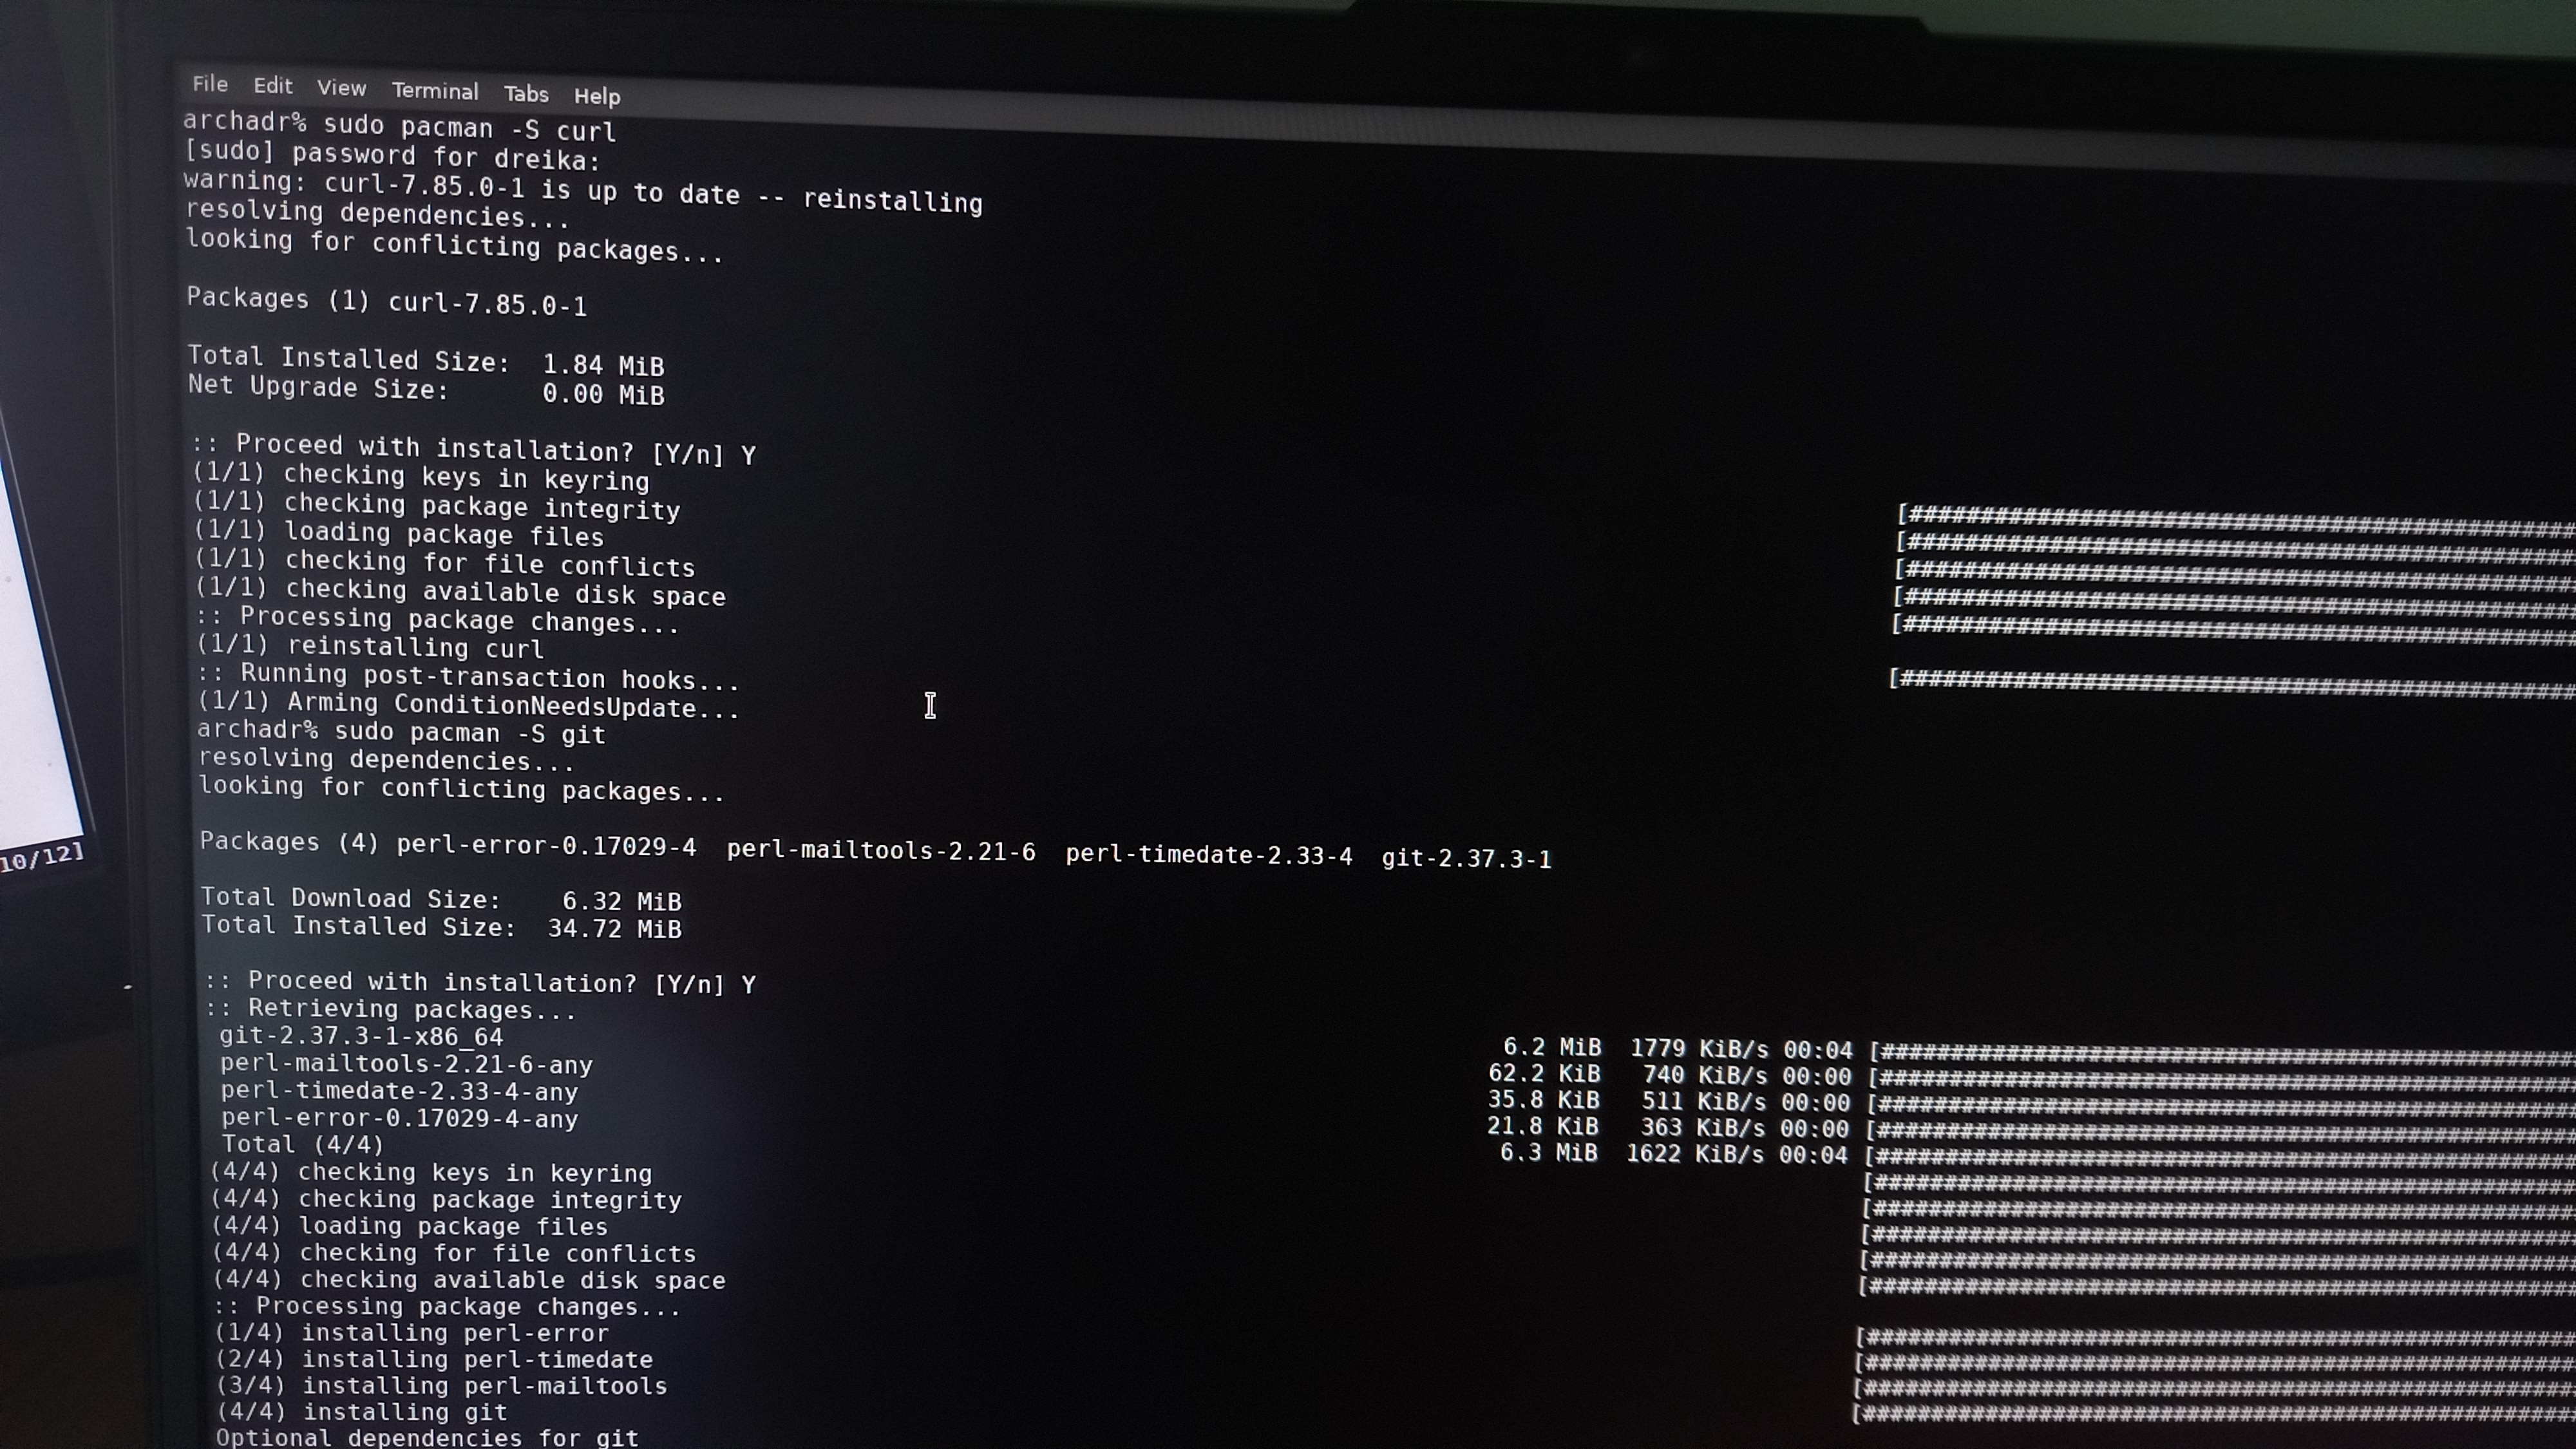 File Edit View Terminal Tabs Help
archadr% sudo pacman -S curl
[sudo] password for dreika:
warning: curl-7.85.0-1 is up to date -- reinstalling
resolving dependencies...
looking for conflicting packages...
Packages (1) curl-7.85.0-1
Total Installed Size: 1.84 MiB
Net Upgrade Size: 0.00 MiB
:: Proceed with installation? [Y/n] Y
(1/1) checking keys in keyring
(1/1) checking package integrity
(1/1) loading package files
(1/1) checking for file conflicts
(1/1) checking available disk space
:: Processing package changes...
(1/1) reinstalling curl
:: Running post-transaction hooks...
(1/1) Arming ConditionNeedsUpdate...
archadr% sudo pacman -S git
resolving dependencies...
looking for conflicting packages...
Packages (4) perl-error-0.17029-4 perl-mailtools-2.21-6 perl-timedate-2.33-4 git-2.37.3-1
Total Download Size: 6.32 MiB
Total Installed Size: 34.72 MiB
:: Proceed with installation? [Y/n] Y
:: Retrieving packages...
git-2.37.3-1-x86_64 6.2 MiB 1779 KiB/s 00:04
perl-mailtools-2.21-6-any 62.2 KiB 740 KiB/s 00:00
perl-timedate-2.33-4-any 35.8 KiB 511 KiB/s 00:00
perl-error-0.17029-4-any 21.8 KiB 363 KiB/s 00:00
Total (4/4) 6.3 MiB 1622 KiB/s 00:04
(4/4) checking keys in keyring
(4/4) checking package integrity
(4/4) loading package files
(4/4) checking for file conflicts
(4/4) checking available disk space
:: Processing package changes...
(1/4) installing perl-error
(2/4) installing perl-timedate
(3/4) installing perl-mailtools
(4/4) installing git
Optional dependencies for git
10/12]